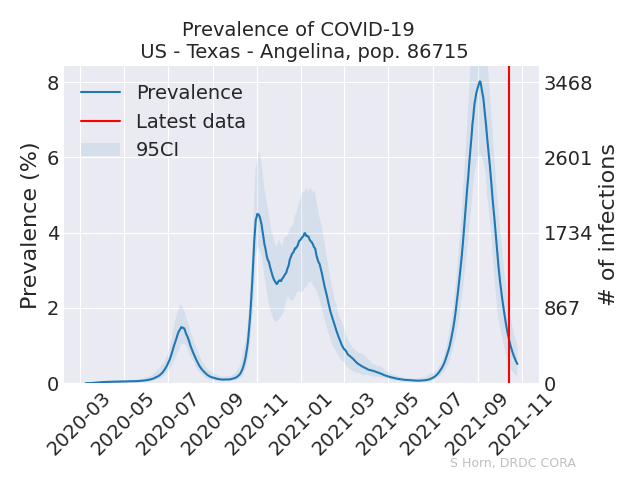 Prevalence of COVID-19
US - Texas - Angelina, pop. 86715
Prevalence
Latest data
95CI
Prevalence (%)
8
6
4
2
0
3468
2601
1734
867
0
# of infections
2020-03
2020-05
2020-07
2020-09
2020-11
2021-01
2021-03
2021-05
2021-07
2021-09
2021-11
S Horn, DRDC CORA